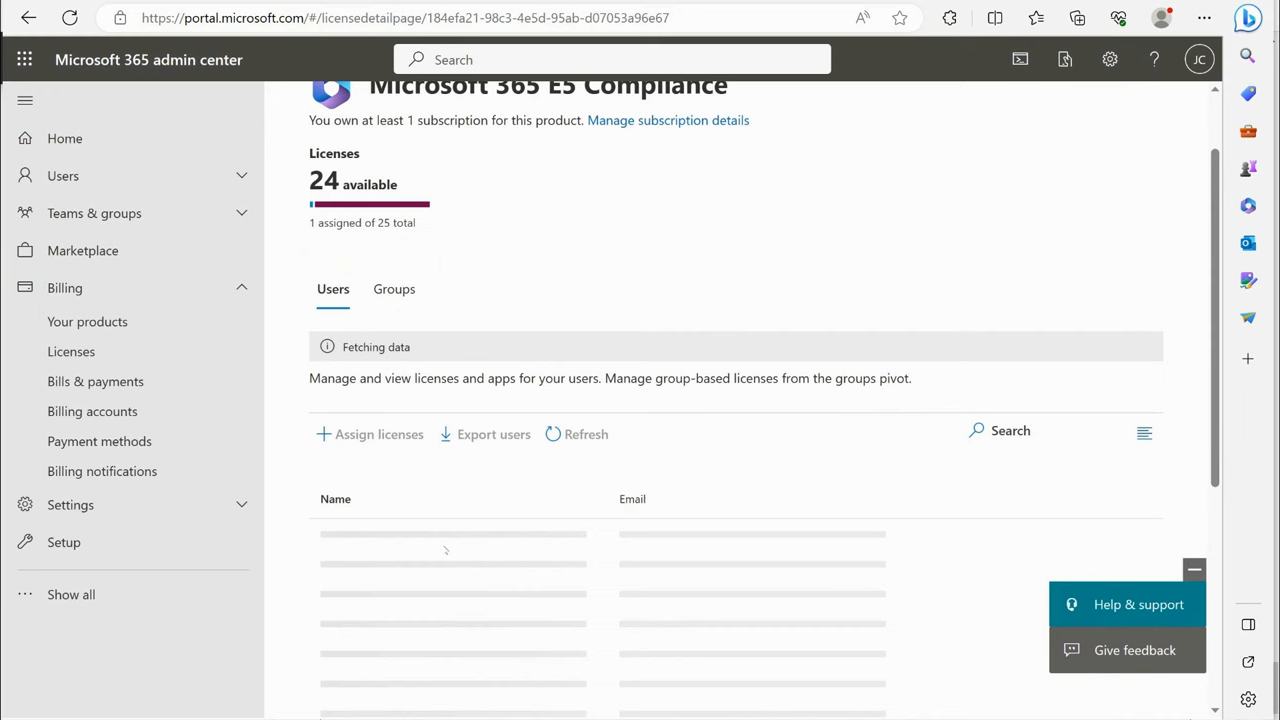 https://portal.microsoft.com/#/licensedetailpage/184efa21-98c3-4e5d-95ab-d07053a96e67
Microsoft 365 admin center
Search
JC
Home
Users
Teams & groups
Marketplace
Billing
Your products
Licenses
Bills & payments
Billing accounts
Payment methods
Billing notifications
Settings
Setup
Show all
Microsoft 365 E5 Compliance
You own at least 1 subscription for this product. Manage subscription details
Licenses
24 available
1 assigned of 25 total
Users Groups
Fetching data
Manage and view licenses and apps for your users. Manage group-based licenses from the groups pivot.
Assign licenses Export users Refresh Search
Name Email
Help & support
Give feedback